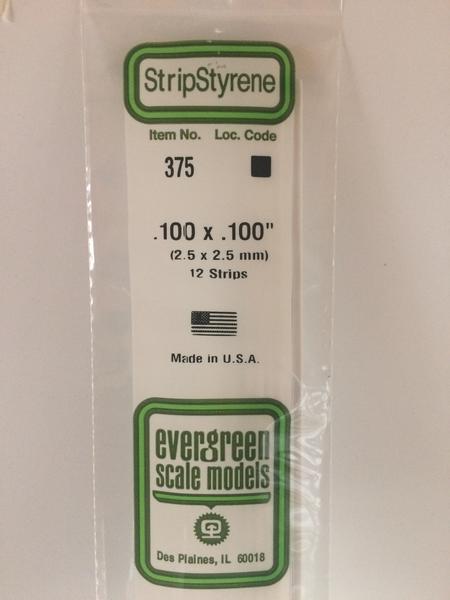 StripStyrene
Item No. Loc. Code
375
.100 x .100"
(2.5 x 2.5 mm)
12 Strips
Made in U.S.A.
evergreen
scale models
Des Plaines, IL 60018